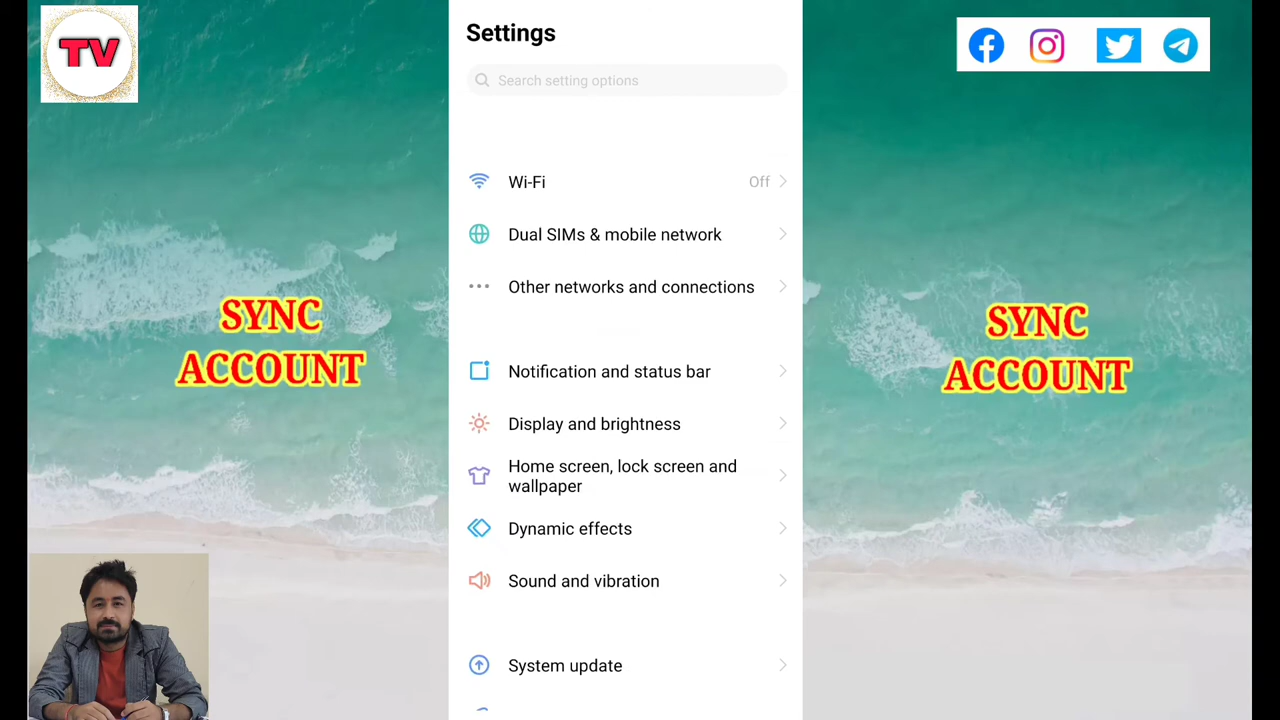 TV
Settings
Search setting options
Wi-Fi
Off
Dual SIMs & mobile network
Other networks and connections
SYNC
ACCOUNT
SYNC
ACCOUNT
Notification and status bar
Display and brightness
Home screen, lock screen and
wallpaper
Dynamic effects
Sound and vibration
System update